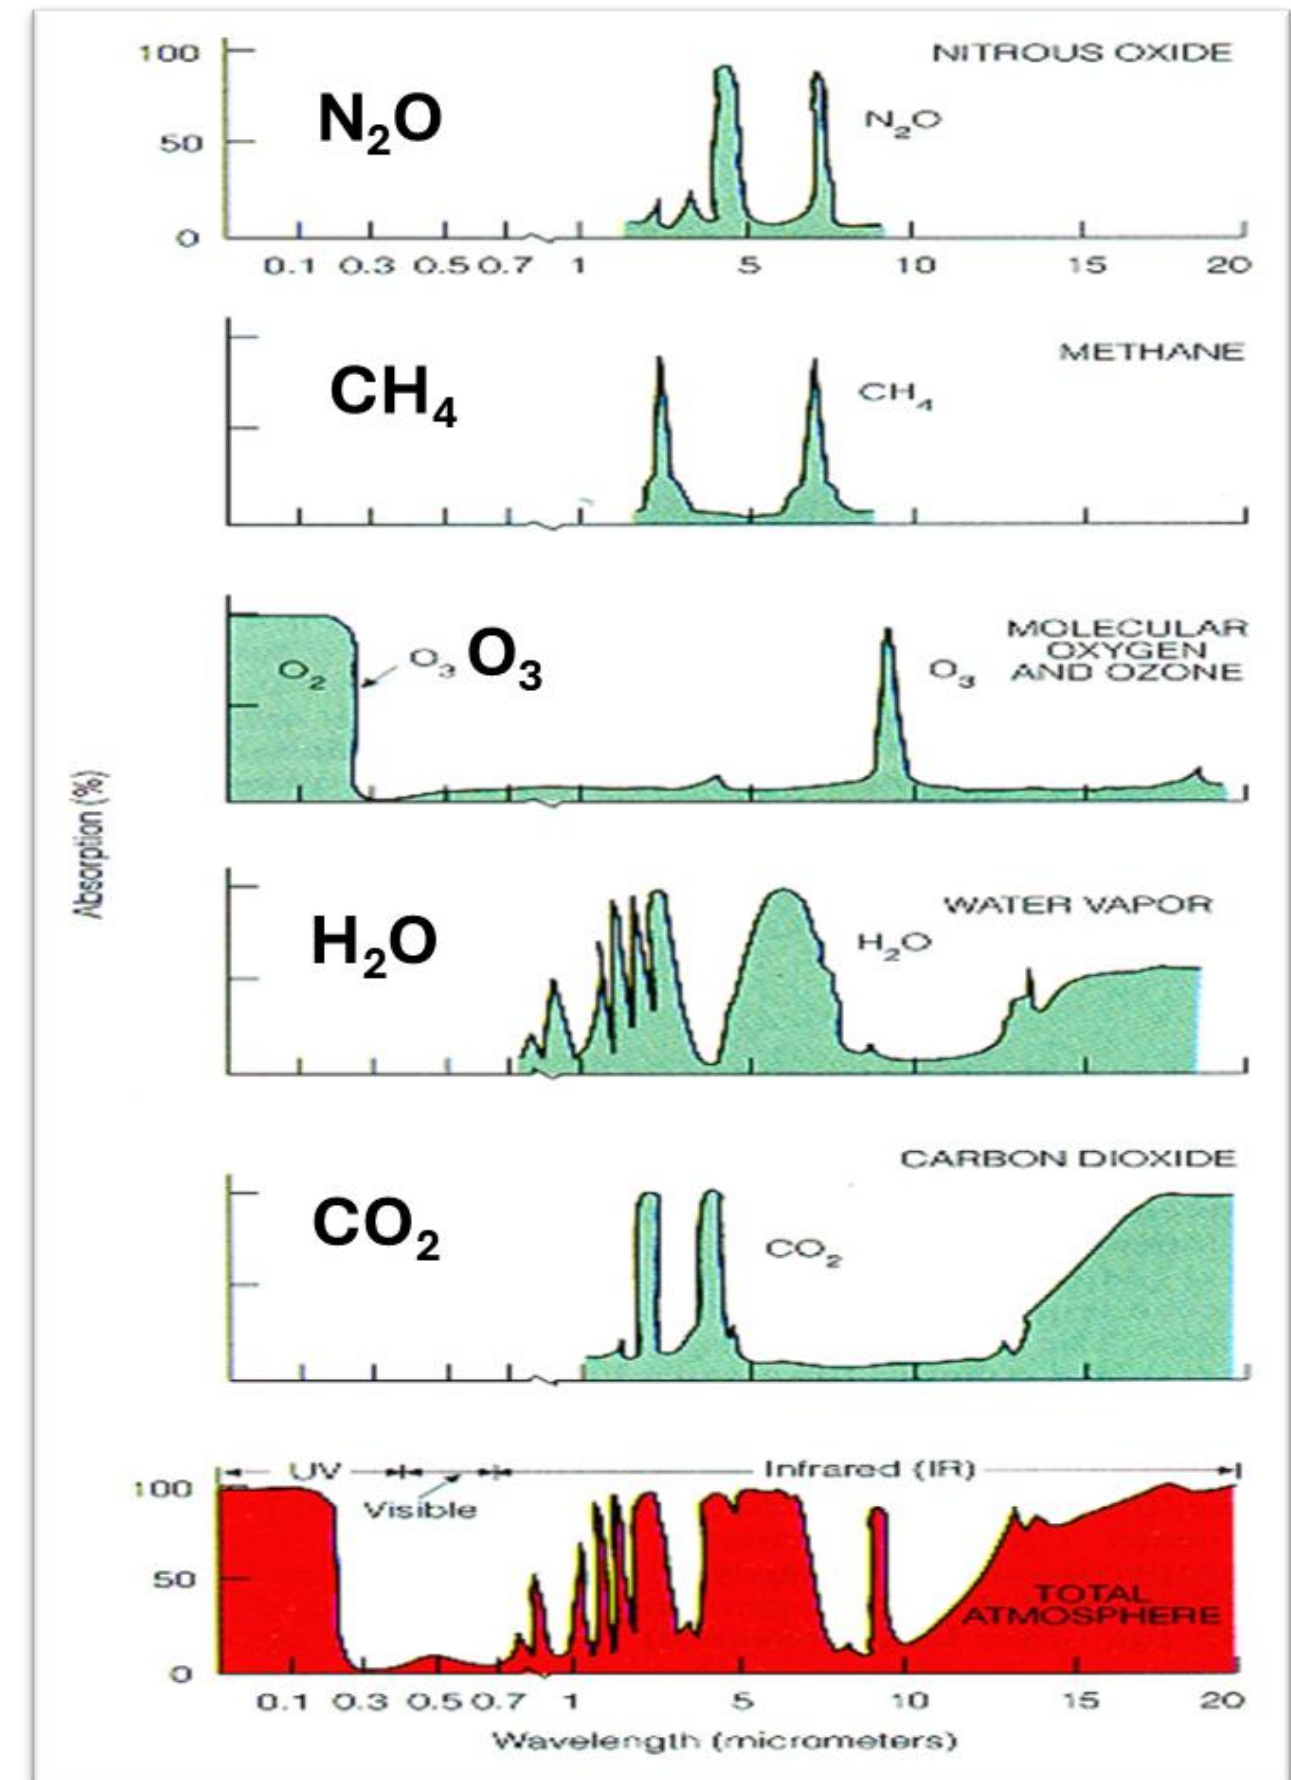 100
NITROUS OXIDE
N₂O
N₂O
50
0
0.1 0.3 0.5 0.7 1 5 10 15 20
METHANE
CH₄
CH₄
MOLECULAR
OXYGEN
AND OZONE
O₂
O₃
O₃
O₃
Absorption (%)
WATER VAPOR
H₂O
H₂O
CARBON DIOXIDE
CO₂
CO₂
UV
Visible
Infrared (IR)
100
50
TOTAL
ATMOSPHERE
0
0.1 0.3 0.5 0.7 1 5 10 15 20
Wavelength (micrometers)